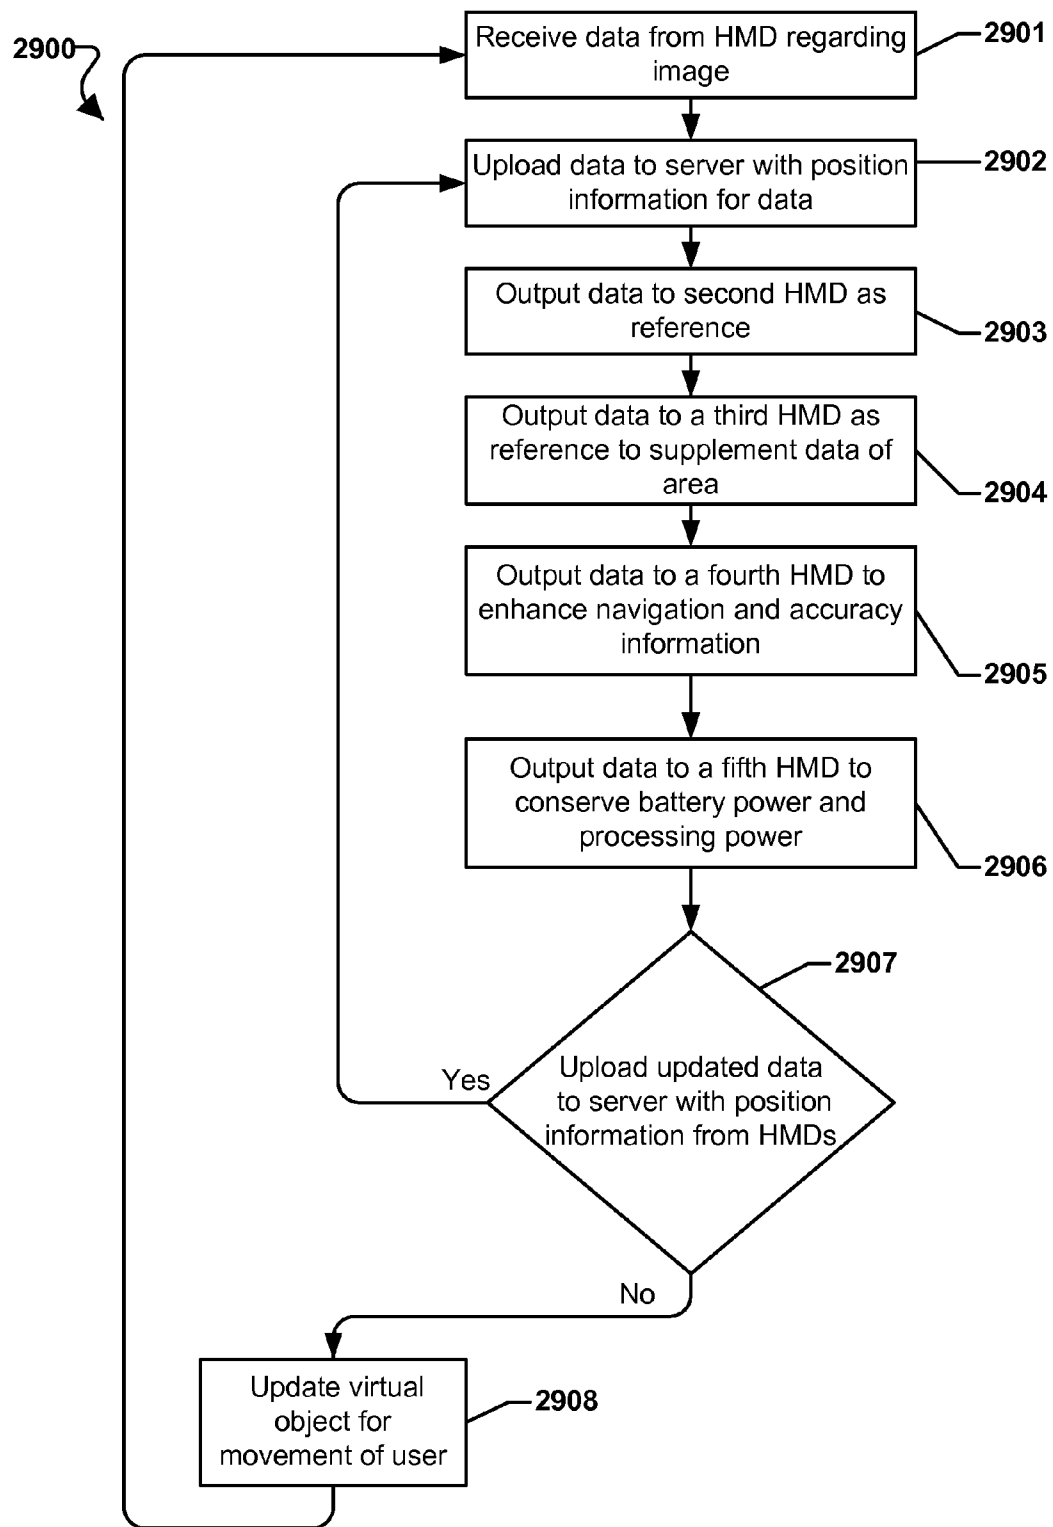 2900
Receive data from HMD regarding
image
2901
Upload data to server with position
information for data
2902
Output data to second HMD as
reference
2903
Output data to a third HMD as
reference to supplement data of
area
2904
Output data to a fourth HMD to
enhance navigation and accuracy
information
2905
Output data to a fifth HMD to
conserve battery power and
processing power
2906
2907
Upload updated data
to server with position
information from HMDs
Yes
No
Update virtual
object for
movement of user
2908